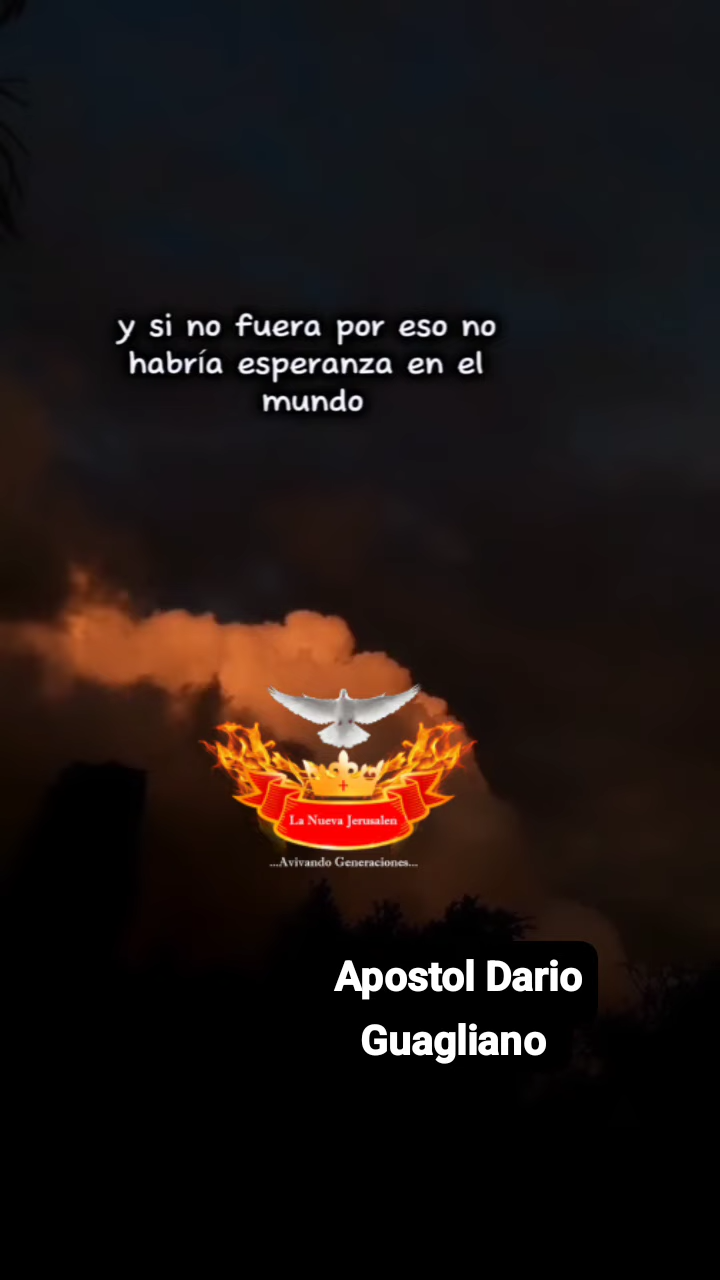 y si no fuera por eso no
habría esperanza en el
mundo
La Nueva Jerusalen
...Avivando Generaciones...
Apostol Dario
Guagliano